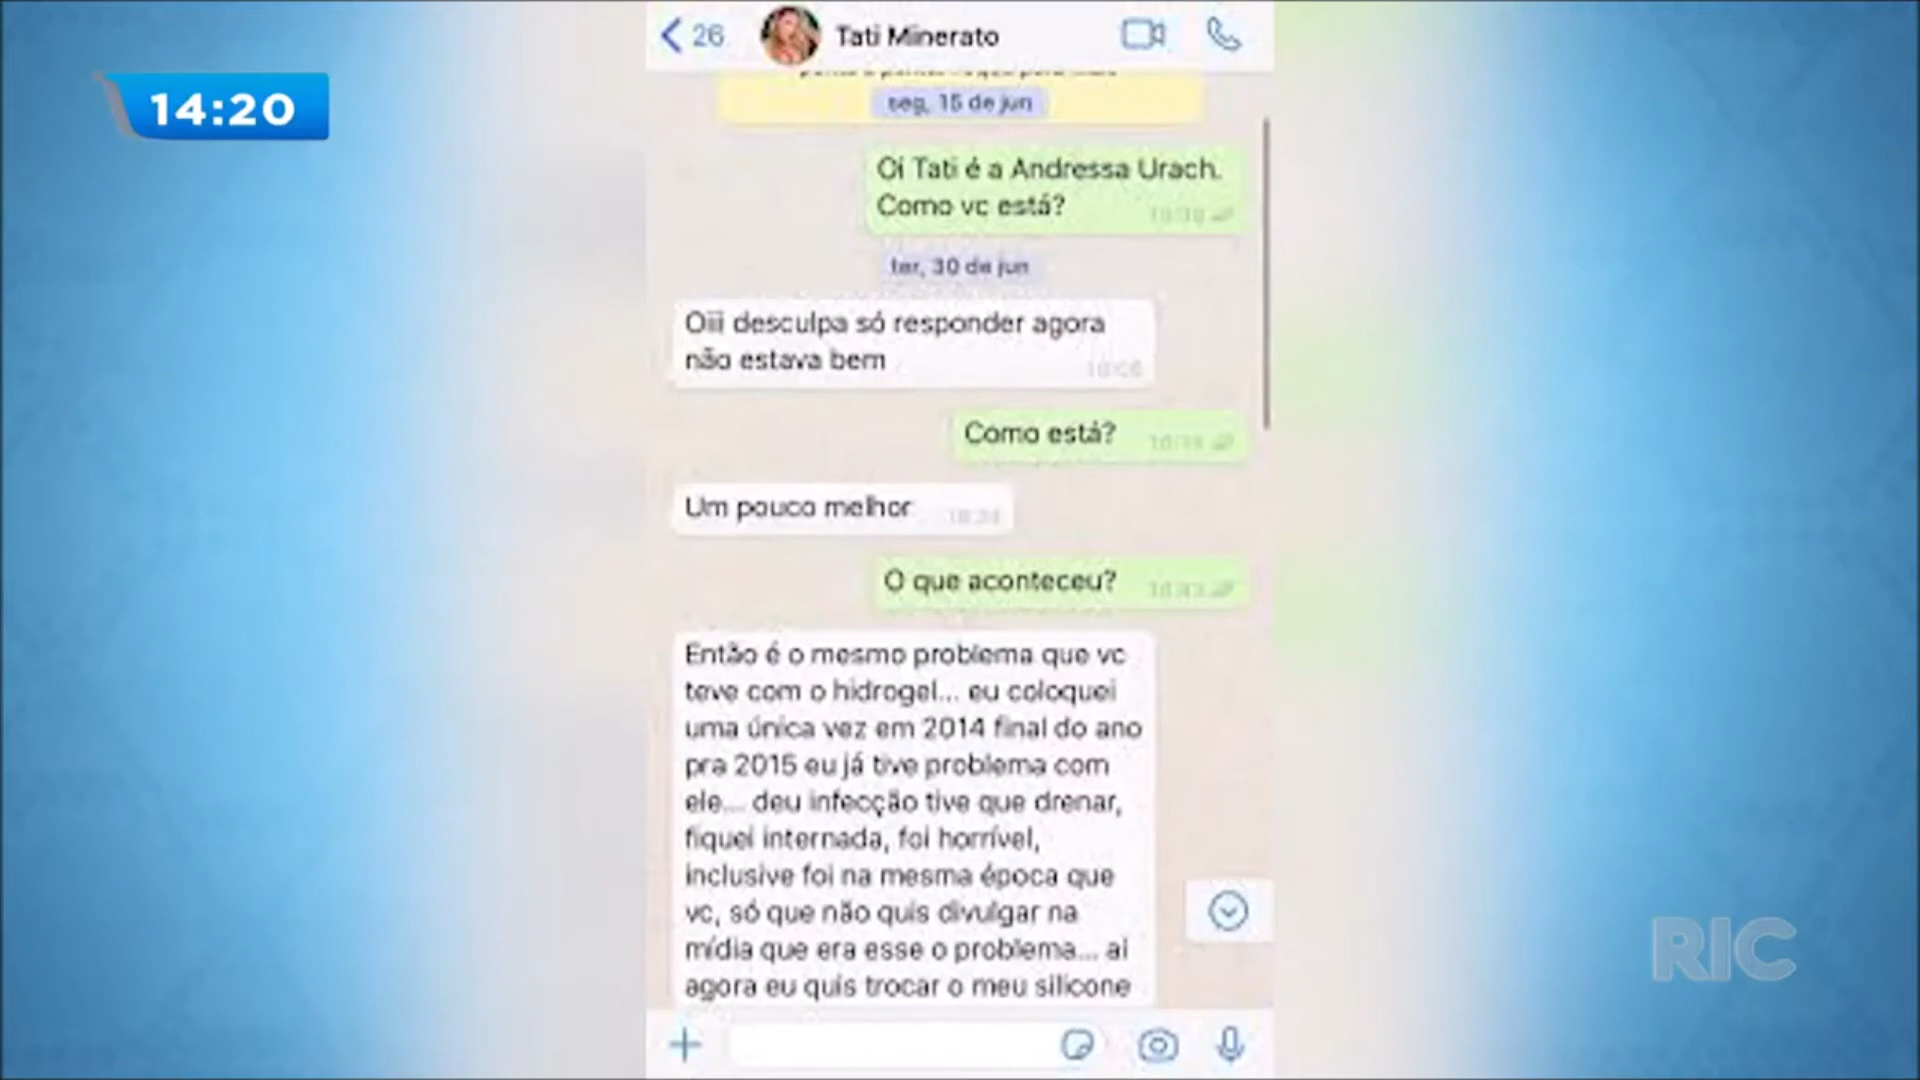 14:20
26
Tati Minerato
seg, 15 de jun
Oi Tati é a Andressa Urach.
Como vc está?
ter, 30 de jun
Oiii desculpa só responder agora
não estava bem
Como está?
Um pouco melhor
O que aconteceu?
Então é o mesmo problema que vc
teve com o hidrogel... eu coloquei
uma única vez em 2014 final do ano
pra 2015 eu já tive problema com
ele... deu infecção tive que drenar,
fiquei internada, foi horrível,
inclusive foi na mesma época que
vc, só que não quis divulgar na
mídia que era esse o problema... ai
agora eu quis trocar o meu silicone
RIC